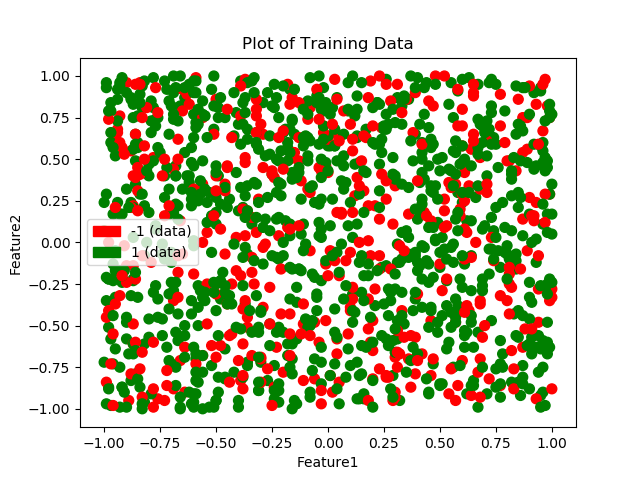 Plot of Training Data
1.00
0.75
0.50
0.25
0.00
−0.25
−0.50
−0.75
−1.00
Feature2
-1 (data)
1 (data)
−1.00 −0.75 −0.50 −0.25 0.00 0.25 0.50 0.75 1.00
Feature1